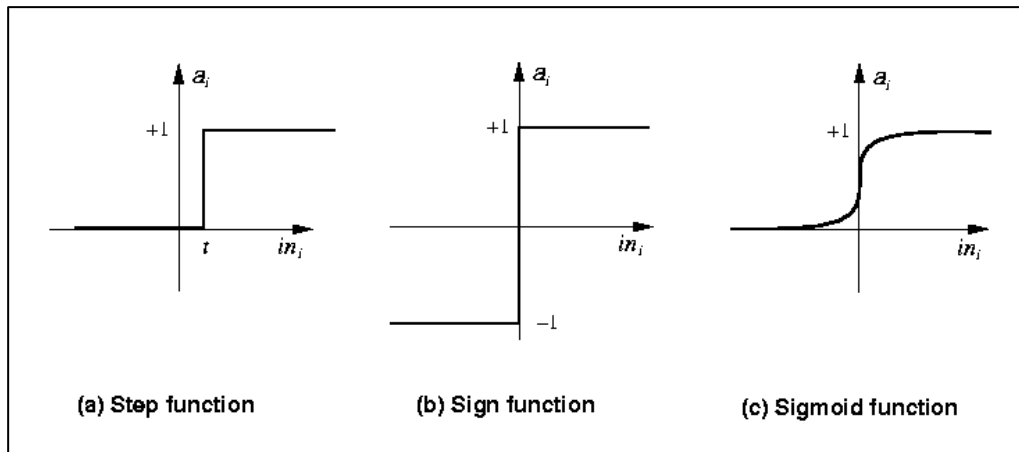 a_i
+1
t
in_i
(a) Step function
a_i
+1
in_i
−1
(b) Sign function
a_i
+1
in_i
(c) Sigmoid function